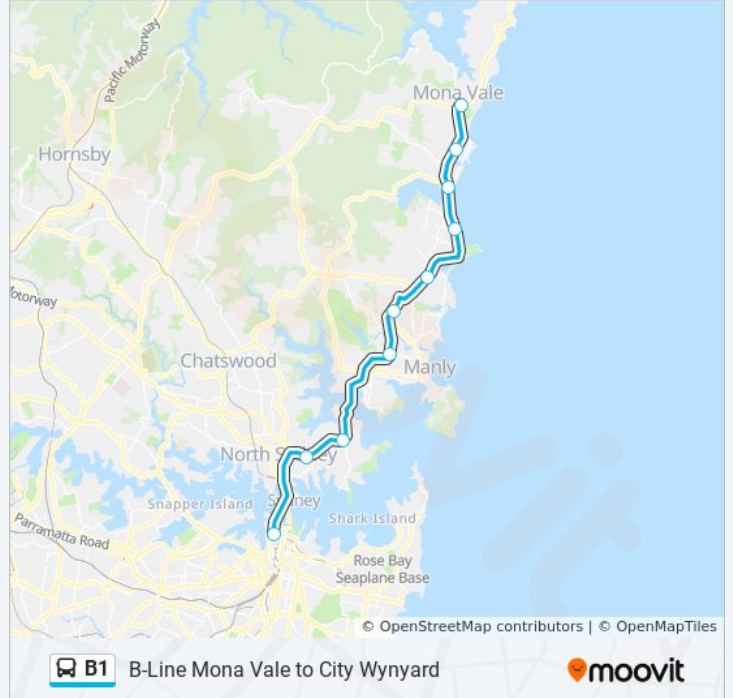 Pacific Motorway
Mona Vale
Hornsby
Motorway
Chatswood
Manly
North Sydney
Snapper Island
Sydney
Shark Island
Parramatta Road
Rose Bay
Seaplane Base
© OpenStreetMap contributors | © OpenMapTiles
B1 B-Line Mona Vale to City Wynyard
moovit